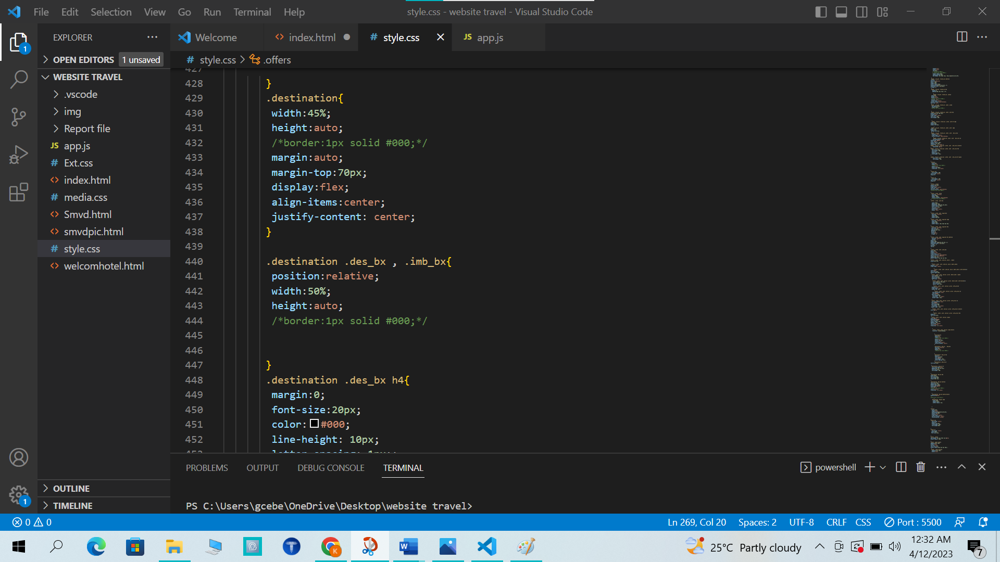 File Edit Selection View Go Run Terminal Help
style.css - website travel - Visual Studio Code
EXPLORER
Welcome
index.html
# style.css
JS app.js
OPEN EDITORS 1 unsaved
# style.css > .offers
WEBSITE TRAVEL
.vscode
img
Report file
JS app.js
# Ext.css
<> index.html
# media.css
<> Smvd.html
<> smvdpic.html
# style.css
<> welcomhotel.html
OUTLINE
TIMELINE
427
428 }
429 .destination{
430 width:45%;
431 height:auto;
432 /*border:1px solid #000;*/
433 margin:auto;
434 margin-top:70px;
435 display:flex;
436 align-items:center;
437 justify-content: center;
438 }
439
440 .destination .des_bx , .imb_bx{
441 position:relative;
442 width:50%;
443 height:auto;
444 /*border:1px solid #000;*/
445
446
447 }
448 .destination .des_bx h4{
449 margin:0;
450 font-size:20px;
451 color: #000;
452 line-height: 10px;
PROBLEMS OUTPUT DEBUG CONSOLE TERMINAL
powershell
PS C:\Users\gcebe\OneDrive\Desktop\website travel>
0 0
Ln 269, Col 20 Spaces: 2 UTF-8 CRLF CSS Port : 5500
25°C Partly cloudy
12:32 AM
4/12/2023
7